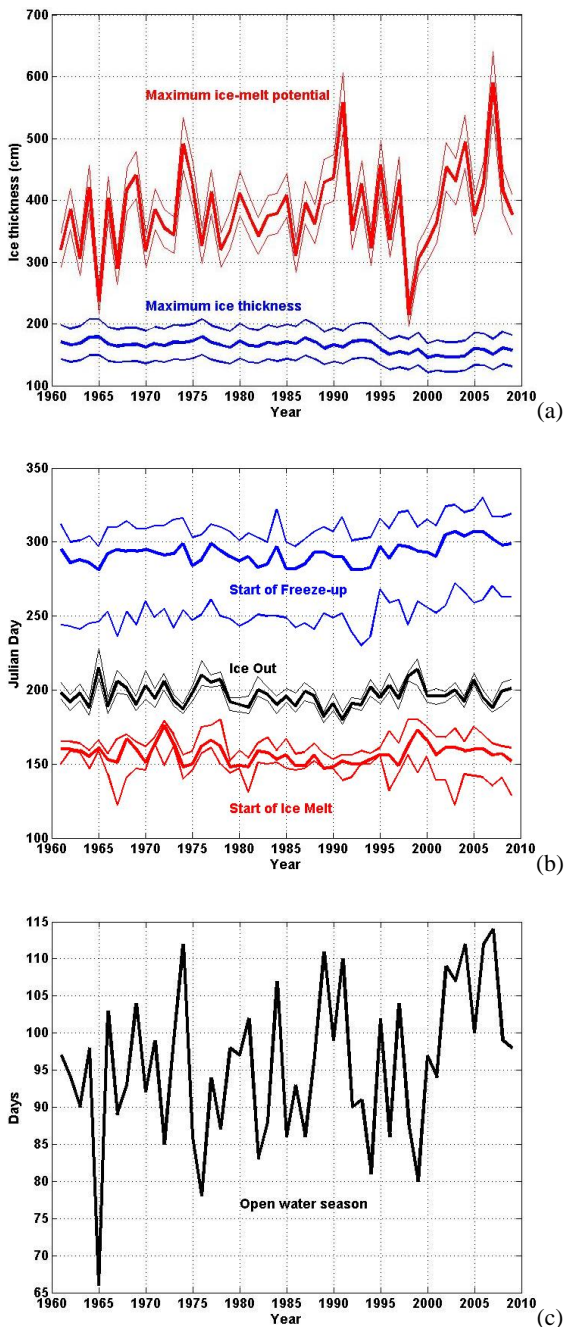 700
600
500
400
300
200
100
Ice thickness (cm)
Maximum ice-melt potential
Maximum ice thickness
1960 1965 1970 1975 1980 1985 1990 1995 2000 2005 2010
Year
(a)
350
300
250
200
150
100
Julian Day
Start of Freeze-up
Ice Out
Start of Ice Melt
1960 1965 1970 1975 1980 1985 1990 1995 2000 2005 2010
Year
(b)
115
110
105
100
95
90
85
80
75
70
65
Days
Open water season
1960 1965 1970 1975 1980 1985 1990 1995 2000 2005 2010
Year
(c)